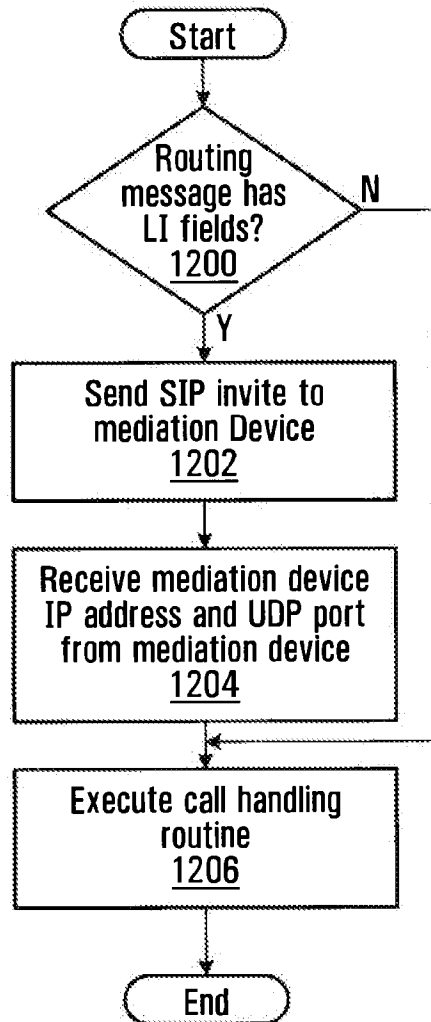 Start
Routing
message has
LI fields?
1200
N
Y
Send SIP invite to
mediation Device
1202
Receive mediation device
IP address and UDP port
from mediation device
1204
Execute call handling
routine
1206
End